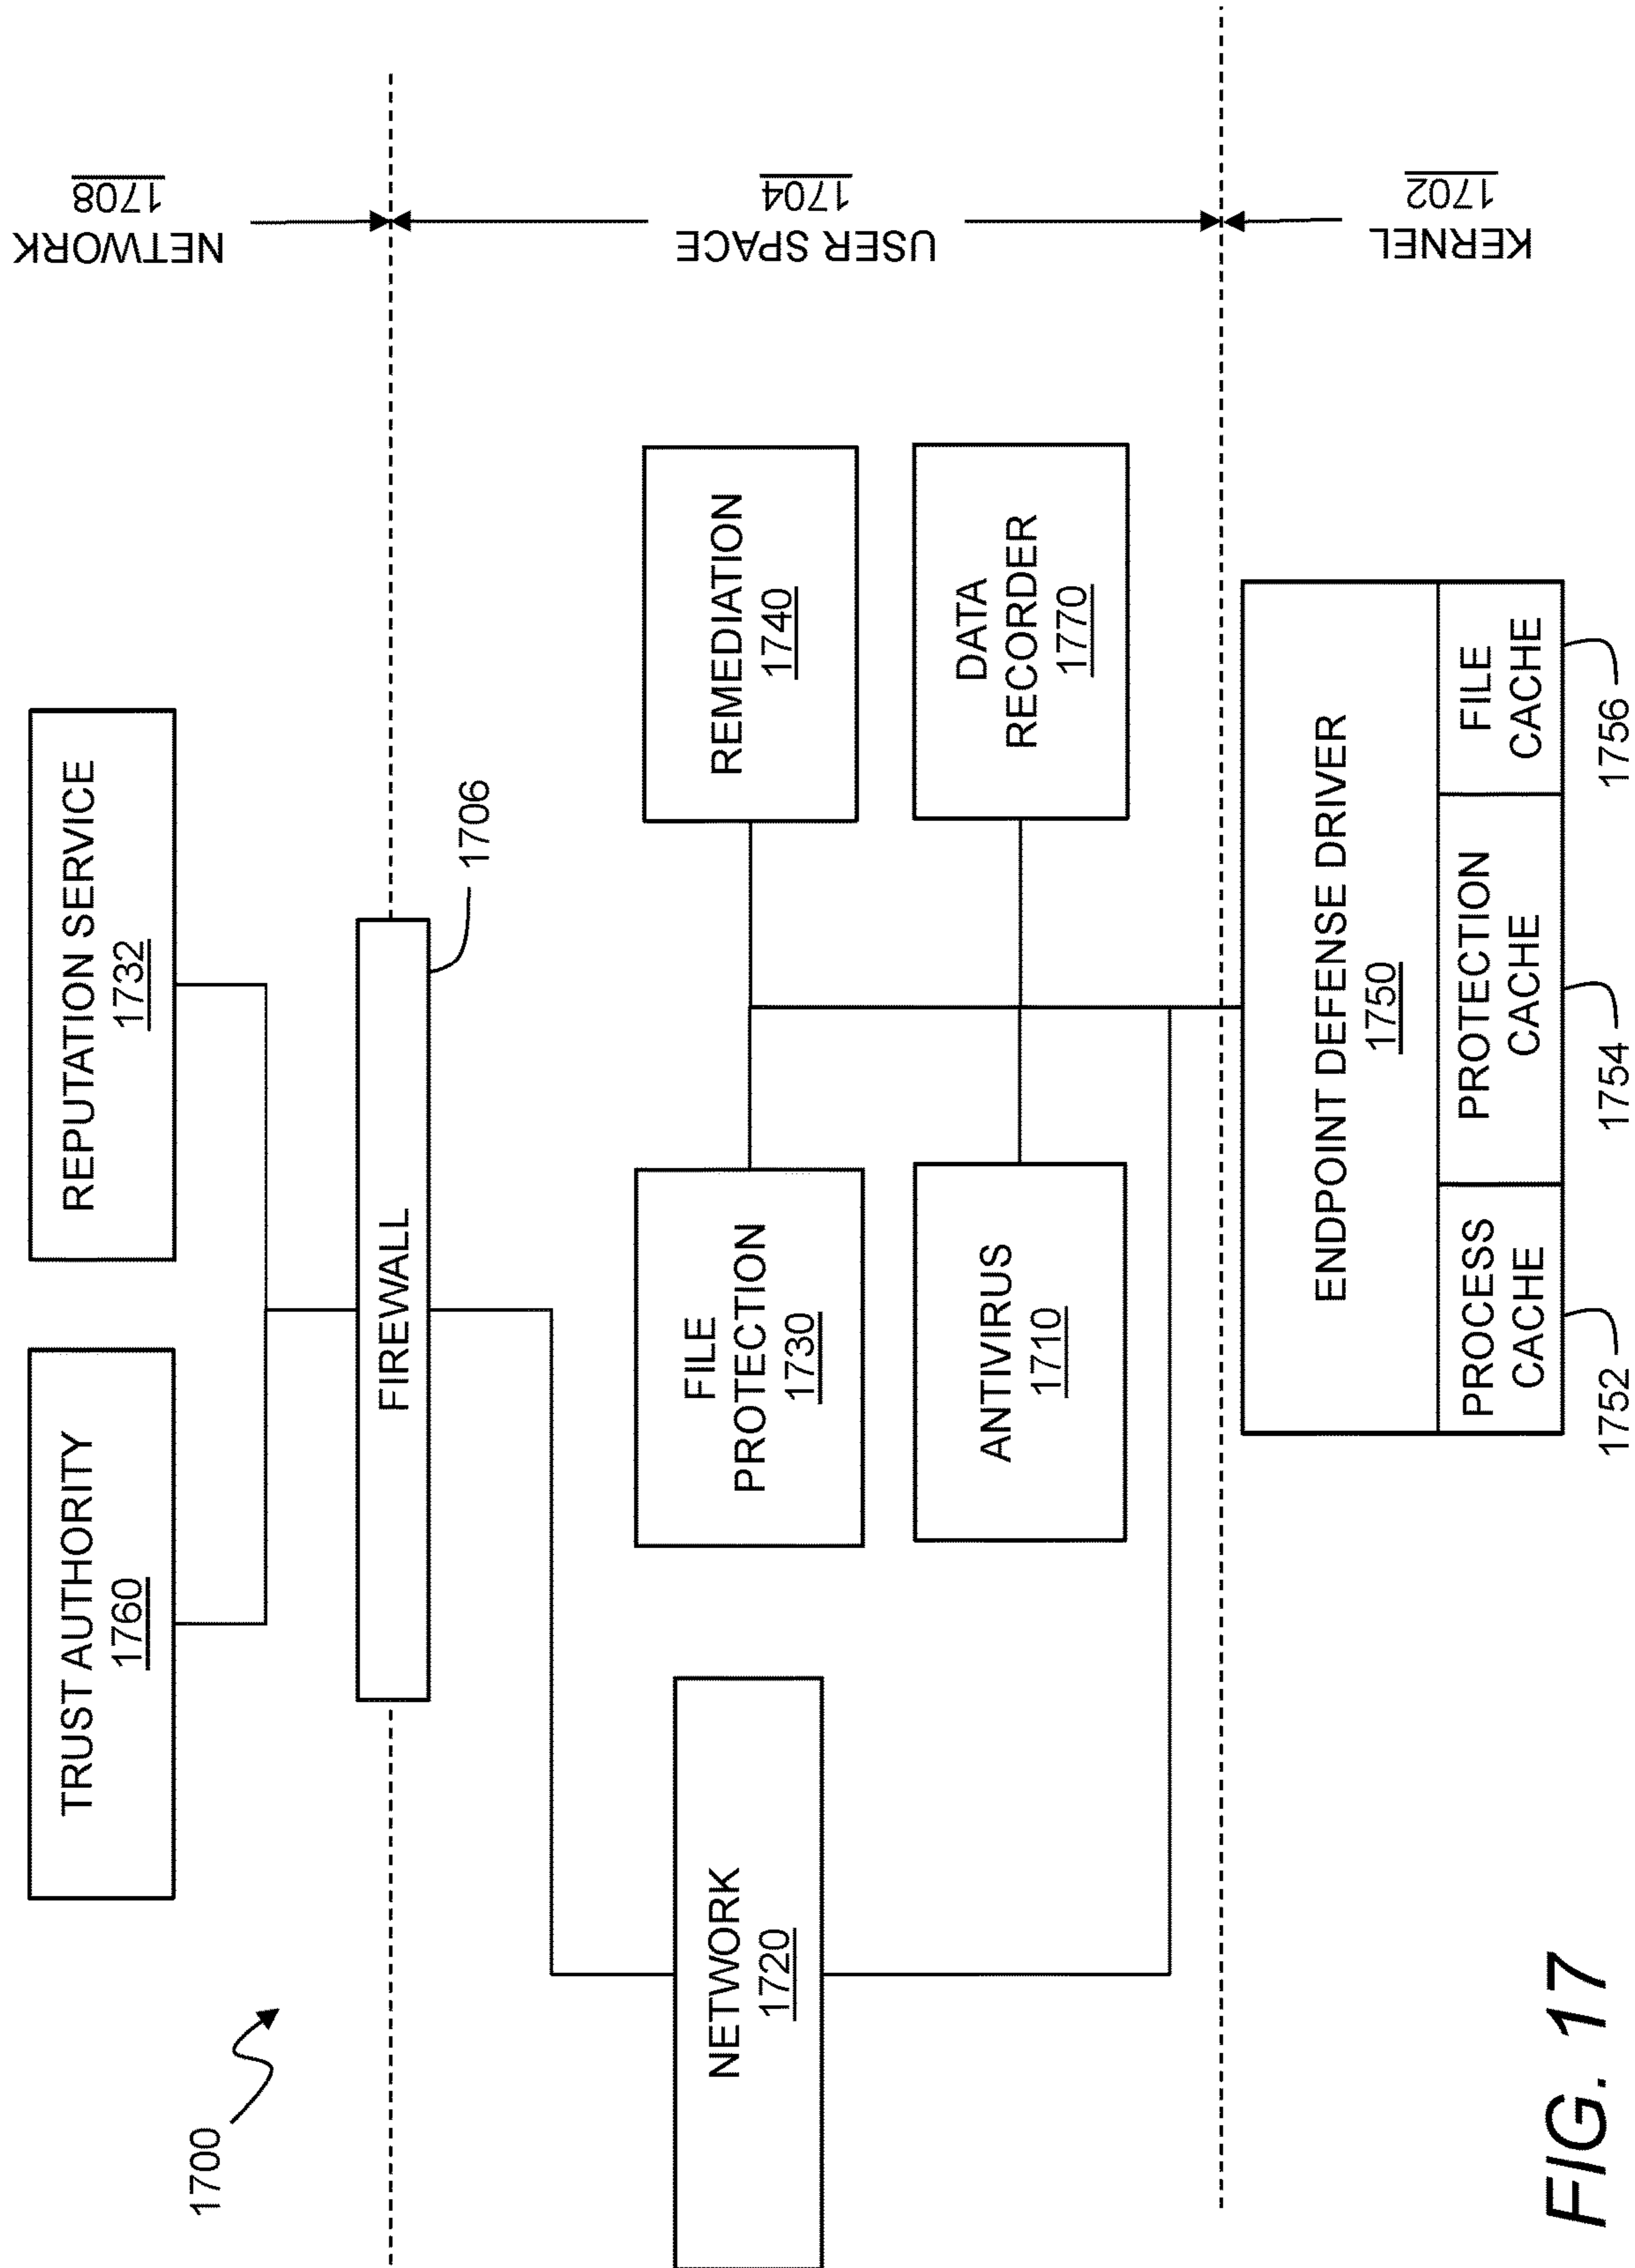 1700
TRUST AUTHORITY
1760
REPUTATION SERVICE
1732
NETWORK
1708
FIREWALL
1706
NETWORK
1720
FILE
PROTECTION
1730
REMEDIATION
1740
USER SPACE
1704
ANTIVIRUS
1710
DATA
RECORDER
1770
ENDPOINT DEFENSE DRIVER
1750
PROCESS
CACHE
PROTECTION
CACHE
FILE
CACHE
1752
1754
1756
KERNEL
1702
FIG. 17